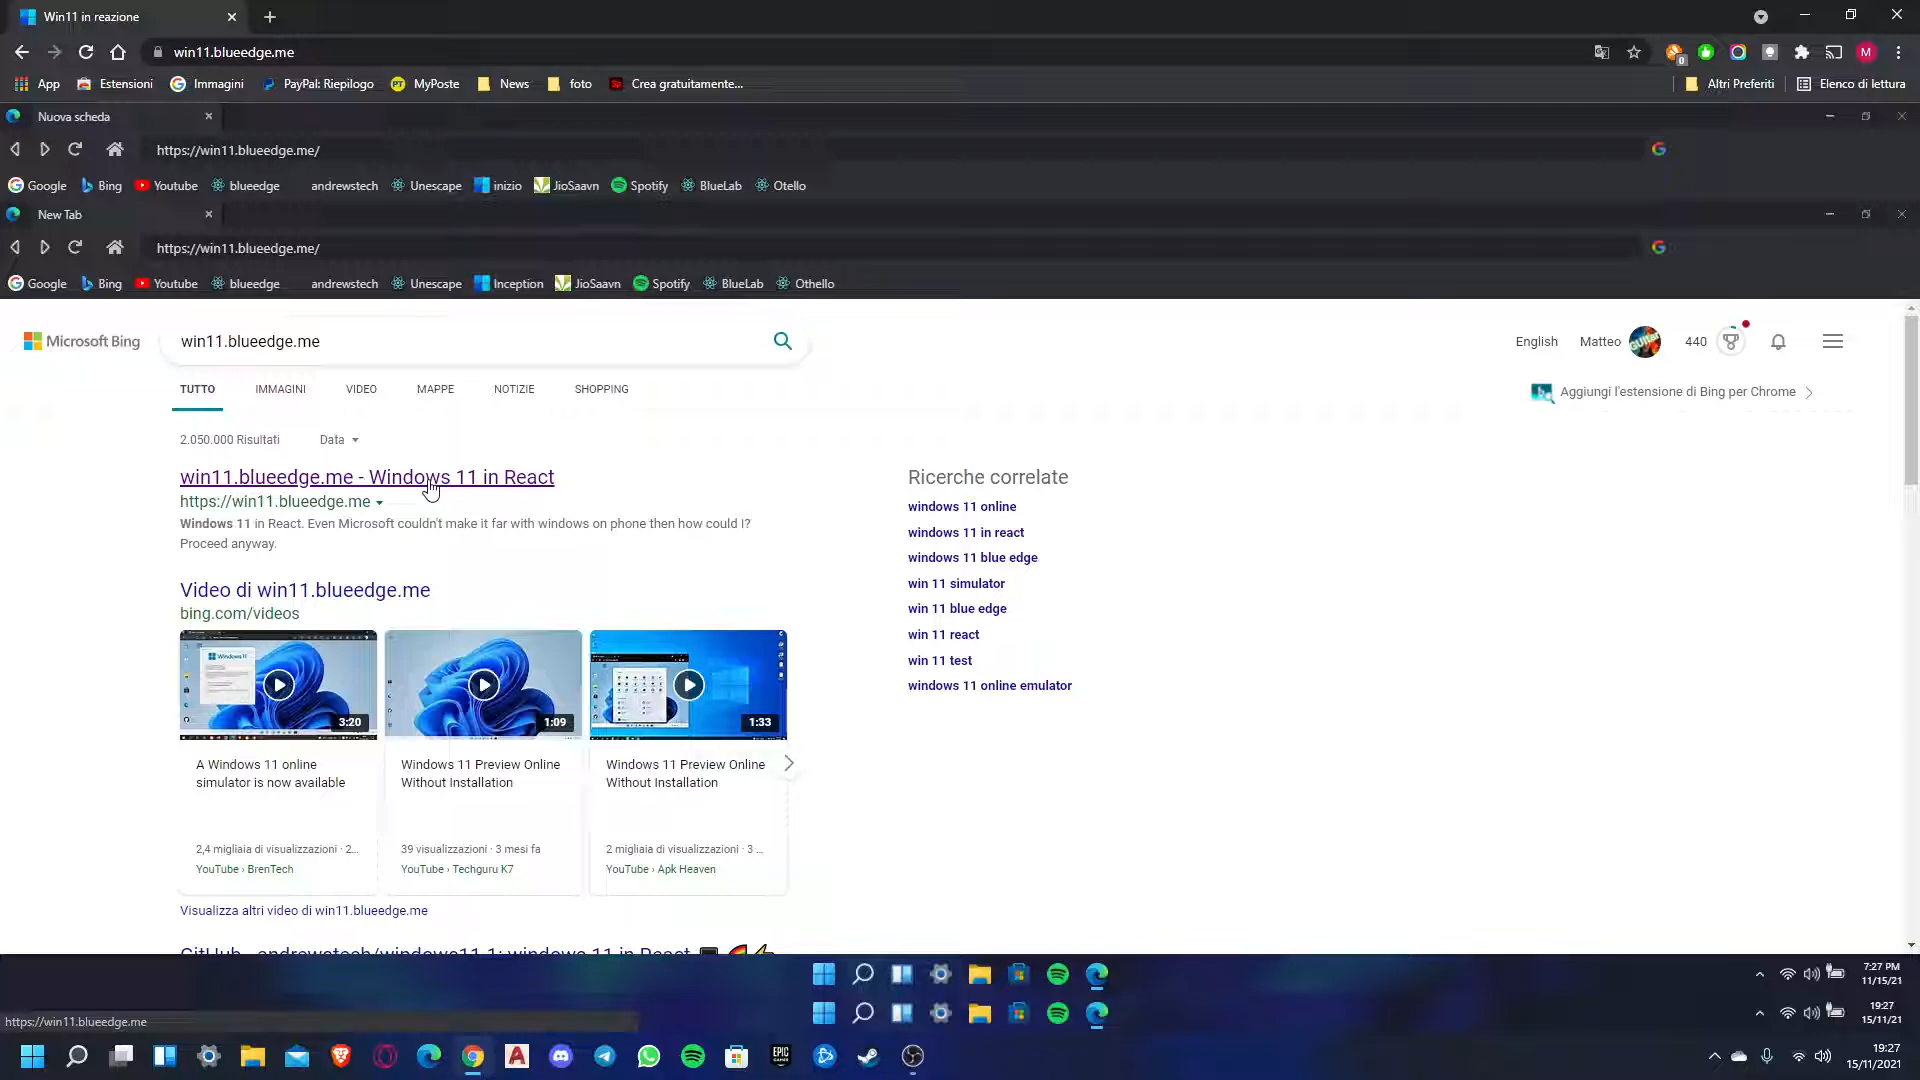 Win11 in reazione
win11.blueedge.me
App Estensioni Immagini PayPal: Riepilogo MyPoste News foto Crea gratuitamente... Altri Preferiti Elenco di lettura
Nuova scheda
https://win11.blueedge.me/
Google Bing Youtube blueedge andrewstech Unescape inizio JioSaavn Spotify BlueLab Otello
New Tab
https://win11.blueedge.me/
Google Bing Youtube blueedge andrewstech Unescape Inception JioSaavn Spotify BlueLab Othello
Microsoft Bing win11.blueedge.me English Matteo 440
TUTTO IMMAGINI VIDEO MAPPE NOTIZIE SHOPPING Aggiungi l'estensione di Bing per Chrome
2.050.000 Risultati Data
win11.blueedge.me - Windows 11 in React
https://win11.blueedge.me
Windows 11 in React. Even Microsoft couldn't make it far with windows on phone then how could I?
Proceed anyway.
Video di win11.blueedge.me
bing.com/videos
3:20 1:09 1:33
A Windows 11 online
simulator is now available
2,4 migliaia di visualizzazioni · 2...
YouTube › BrenTech
Windows 11 Preview Online
Without Installation
39 visualizzazioni · 3 mesi fa
YouTube › Techguru K7
Windows 11 Preview Online
Without Installation
2 migliaia di visualizzazioni · 3 ...
YouTube › Apk Heaven
Visualizza altri video di win11.blueedge.me
GitHub - andrewstech/windows11-1: windows 11 in React
Ricerche correlate
windows 11 online
windows 11 in react
windows 11 blue edge
win 11 simulator
win 11 blue edge
win 11 react
win 11 test
windows 11 online emulator
7:27 PM
11/15/21
19:27
15/11/21
https://win11.blueedge.me
19:27
15/11/2021